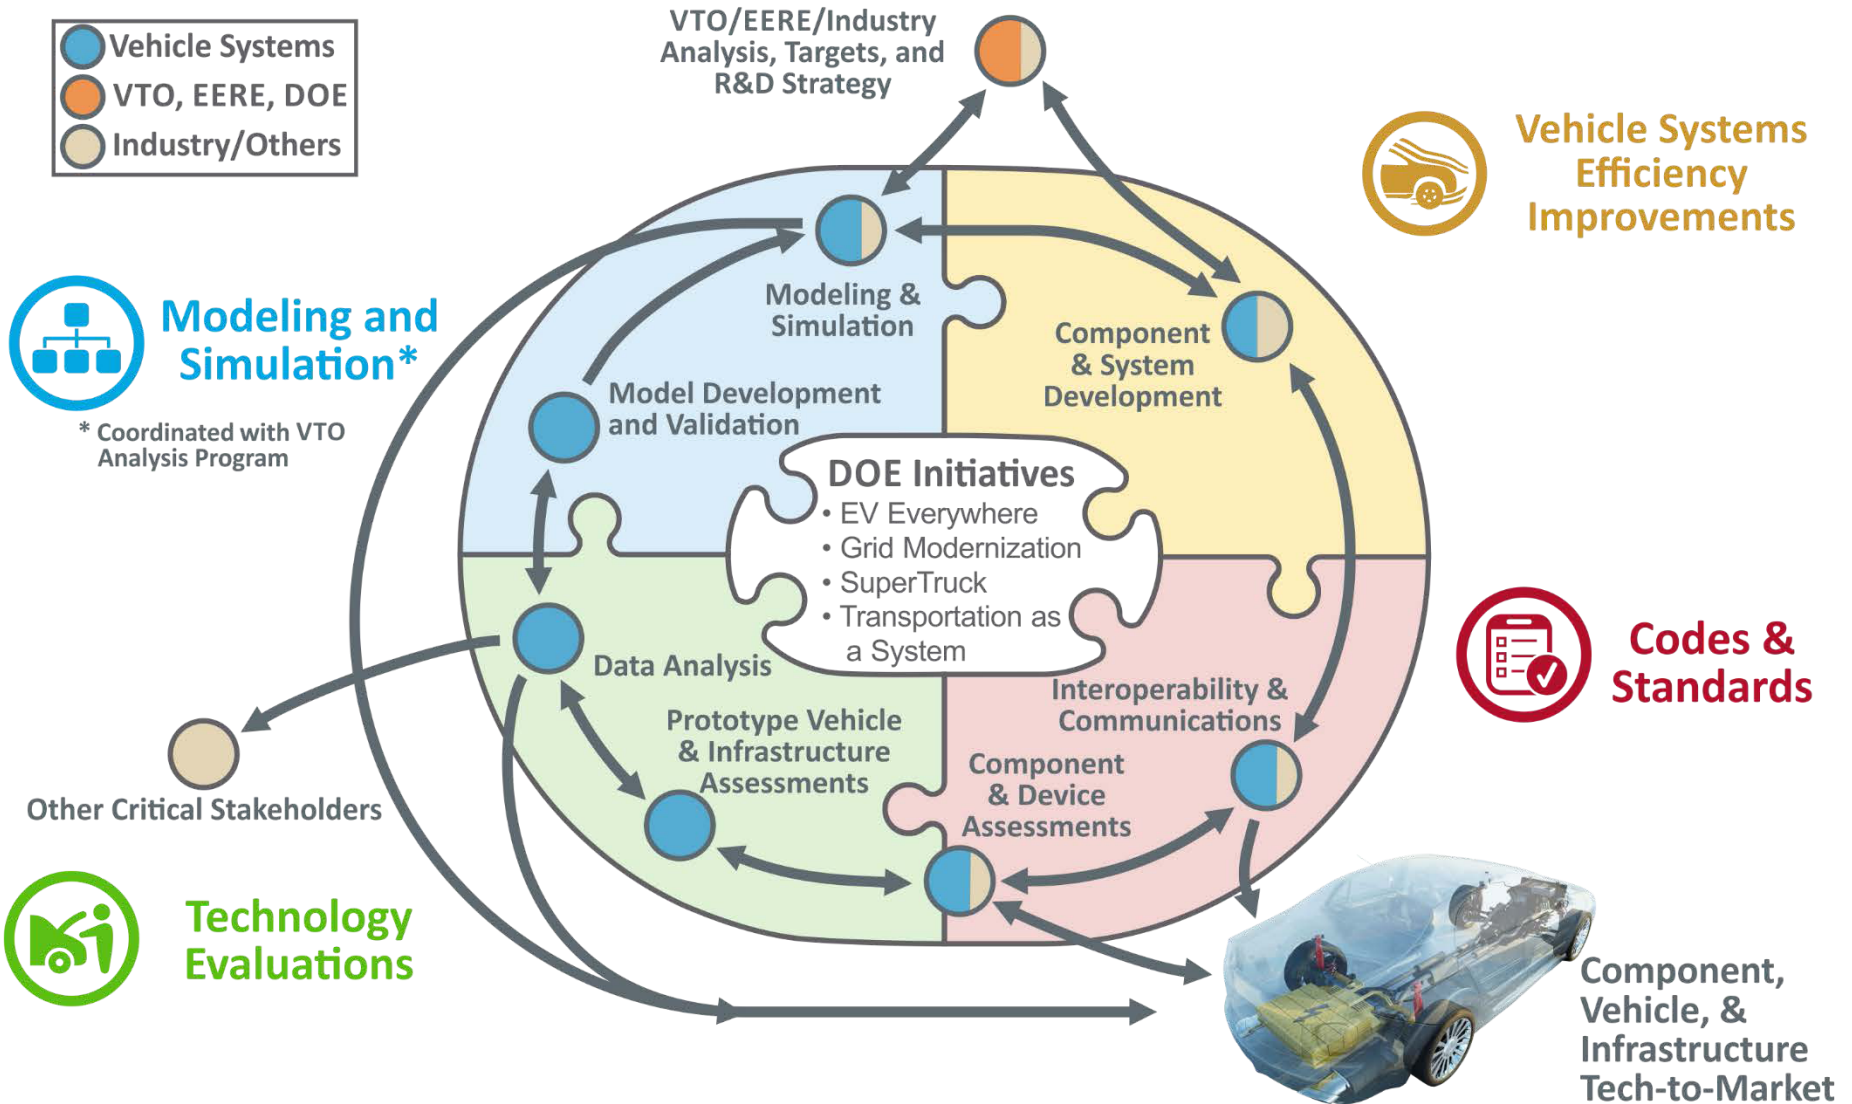 Vehicle Systems
VTO, EERE, DOE
Industry/Others
VTO/EERE/Industry
Analysis, Targets, and
R&D Strategy
Vehicle Systems
Efficiency
Improvements
Modeling and
Simulation*
* Coordinated with VTO
Analysis Program
Modeling &
Simulation
Component
& System
Development
Model Development
and Validation
DOE Initiatives
• EV Everywhere
• Grid Modernization
• SuperTruck
• Transportation as
a System
Codes &
Standards
Data Analysis
Interoperability &
Communications
Prototype Vehicle
& Infrastructure
Assessments
Component
& Device
Assessments
Other Critical Stakeholders
Technology
Evaluations
Component,
Vehicle, &
Infrastructure
Tech-to-Market